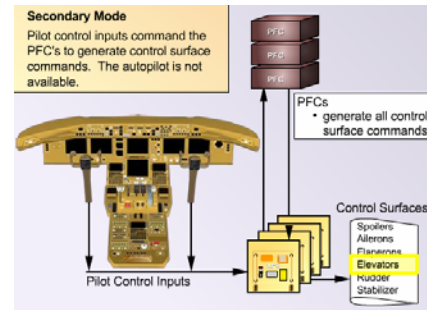 Secondary Mode
Pilot control inputs command the
PFC's to generate control surface
commands. The autopilot is not
available.
PFC
PFC
PFC
PFCs
• generate all control
surface commands
Control Surfaces
Spoilers
Ailerons
Flaperons
Elevators
Rudder
Stabilizer
Pilot Control Inputs